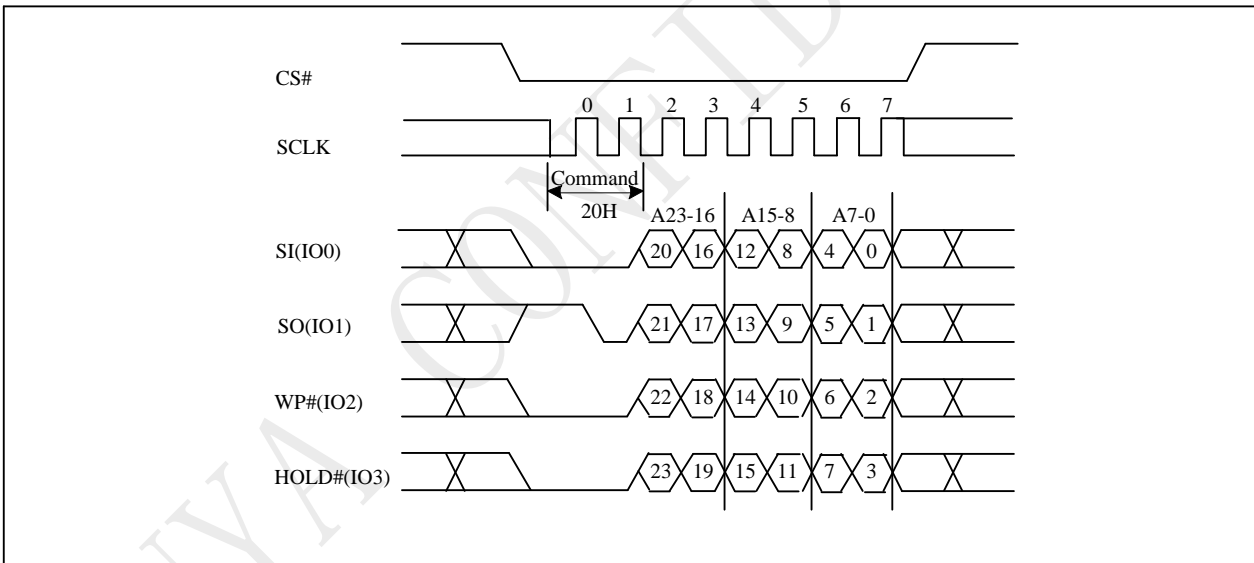 CS#
0 1 2 3 4 5 6 7
SCLK
Command
20H
A23-16 A15-8 A7-0
SI(IO0) 20 16 12 8 4 0
SO(IO1) 21 17 13 9 5 1
WP#(IO2) 22 18 14 10 6 2
HOLD#(IO3) 23 19 15 11 7 3